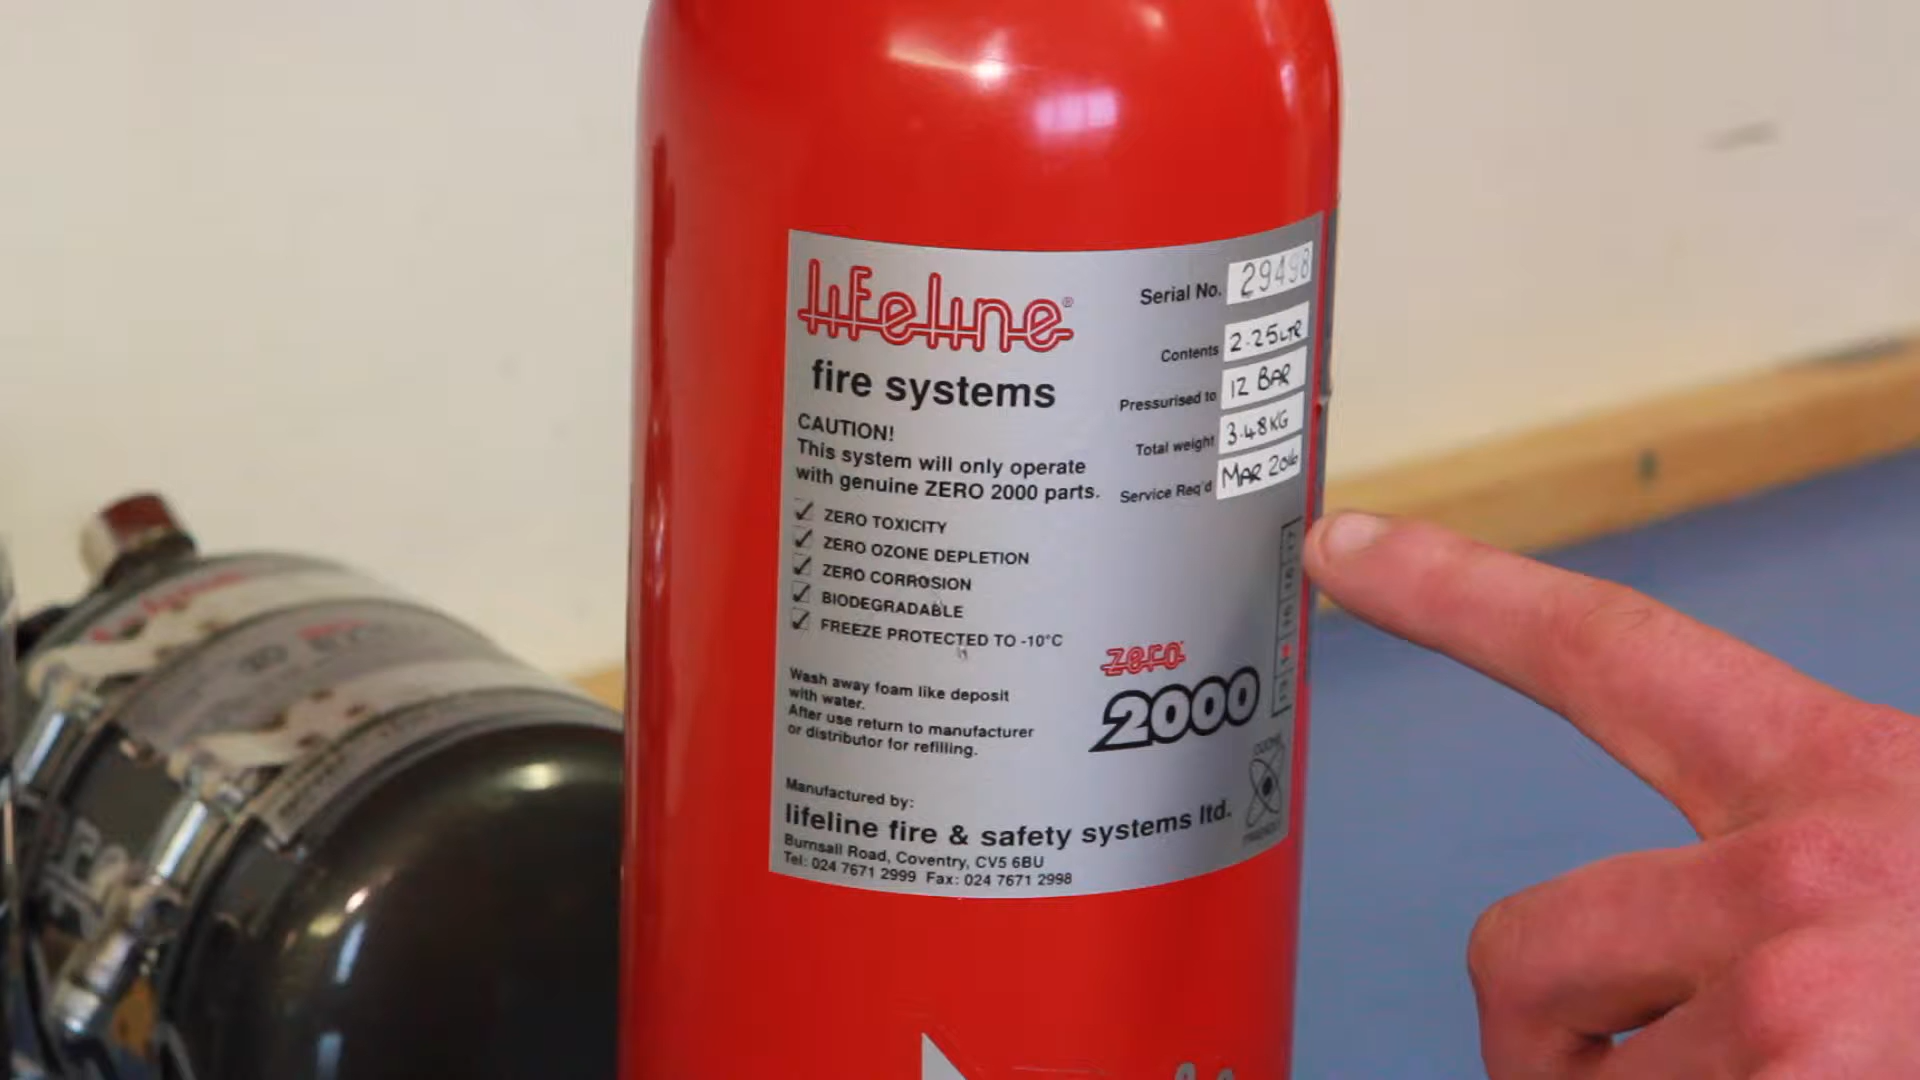 lifeline®
fire systems
CAUTION!
This system will only operate
with genuine ZERO 2000 parts.
✓ ZERO TOXICITY
✓ ZERO OZONE DEPLETION
✓ ZERO CORROSION
✓ BIODEGRADABLE
✓ FREEZE PROTECTED TO -10°C
Wash away foam like deposit
with water.
After use return to manufacturer
or distributor for refilling.
Manufactured by:
lifeline fire & safety systems ltd.
Burnsall Road, Coventry, CV5 6BU
Tel: 024 7671 2999 Fax: 024 7671 2998
Serial No. 29498
Contents 2.25LTR
Pressurised to 12 BAR
Total weight 3.48KG
Service Req'd MAR 2016
zero
2000
OZONE
FRIENDLY